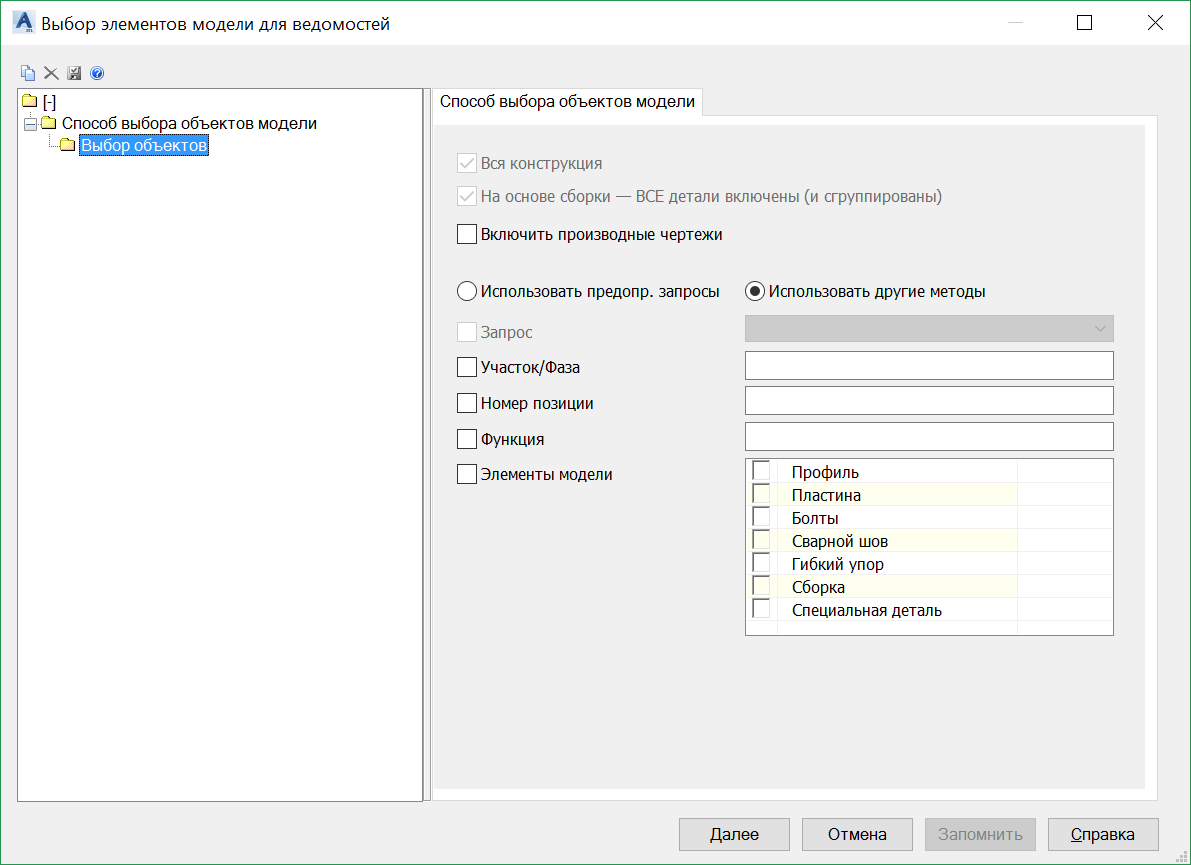 Выбор элементов модели для ведомостей
[-]
Способ выбора объектов модели
Выбор объектов
Способ выбора объектов модели
Вся конструкция
На основе сборки — ВСЕ детали включены (и сгруппированы)
Включить производные чертежи
Использовать предопр. запросы Использовать другие методы
Запрос
Участок/Фаза
Номер позиции
Функция
Элементы модели
Профиль
Пластина
Болты
Сварной шов
Гибкий упор
Сборка
Специальная деталь
Далее Отмена Запомнить Справка